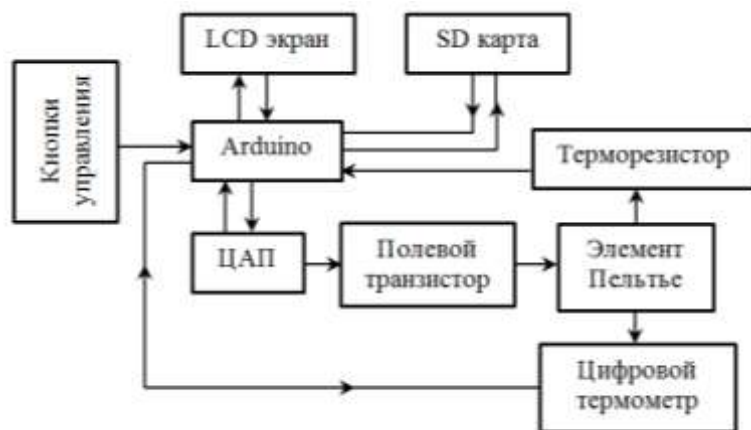 LCD экран
SD карта
Кнопки
управления
Arduino
Терморезистор
ЦАП
Полевой
транзистор
Элемент
Пельтье
Цифровой
термометр